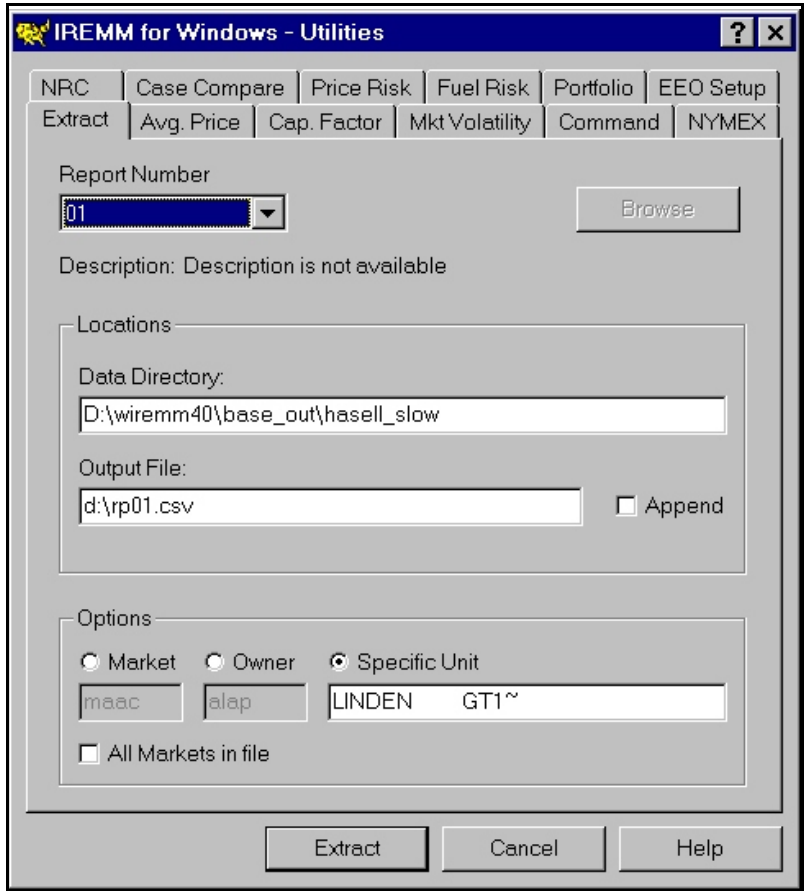 IREMM for Windows - Utilities
NRC Case Compare Price Risk Fuel Risk Portfolio EEO Setup
Extract Avg. Price Cap. Factor Mkt Volatility Command NYMEX
Report Number
01 Browse
Description: Description is not available
Locations
Data Directory:
D:\wiremm40\base_out\hasell_slow
Output File:
d:\rp01.csv Append
Options
Market Owner Specific Unit
maac alap LINDEN GT1~
All Markets in file
Extract Cancel Help